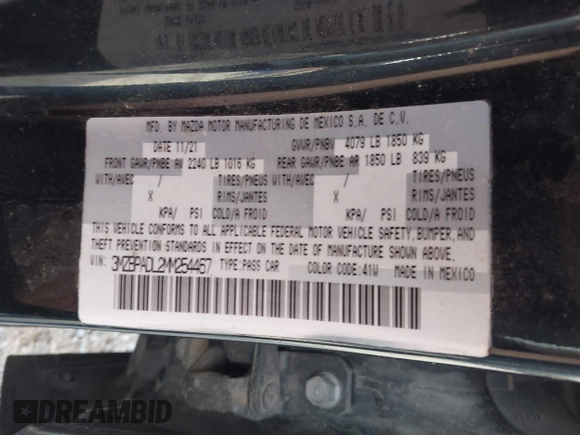 MFD. BY MAZDA MOTOR MANUFACTURING DE MEXICO S.A. DE C.V.
DATE 11/21 GVWR/PNBV 4079 LB 1850 KG
FRONT GAWR/PNBE AV 2240 LB 1016 KG REAR GAWR/PNBE AR 1850 LB 839 KG
WITH/AVEC / TIRES/PNEUS WITH/AVEC / TIRES/PNEUS
X RIMS/JANTES X RIMS/JANTES
KPA/ PSI COLD/A FROID KPA/ PSI COLD/A FROID
THIS VEHICLE CONFORMS TO ALL APPLICABLE FEDERAL MOTOR VEHICLE SAFETY, BUMPER, AND
THEFT PREVENTION STANDARDS IN EFFECT ON THE DATE OF MANUFACTURE SHOWN ABOVE.
VIN: 3MZBPADL2MM254467 TYPE:PASS CAR COLOR CODE:41W MADE IN MEXICO
DREAMBID